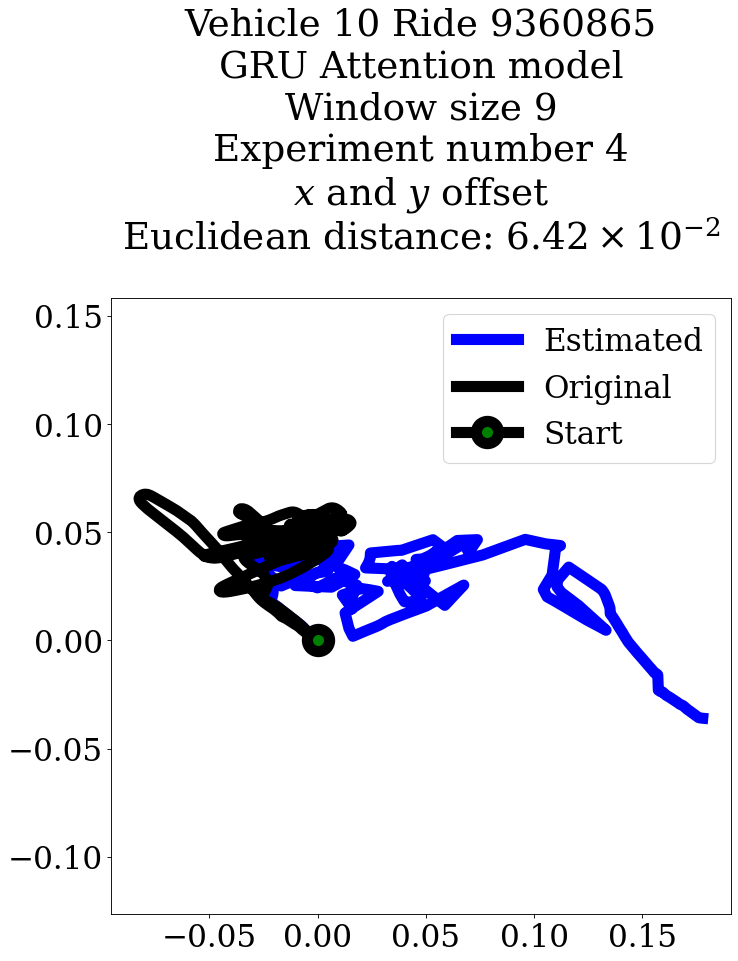 Vehicle 10 Ride 9360865
GRU Attention model
Window size 9
Experiment number 4
x and y offset
Euclidean distance: 6.42 × 10⁻²
Estimated
Original
Start
0.15
0.10
0.05
0.00
−0.05
−0.10
−0.05 0.00 0.05 0.10 0.15